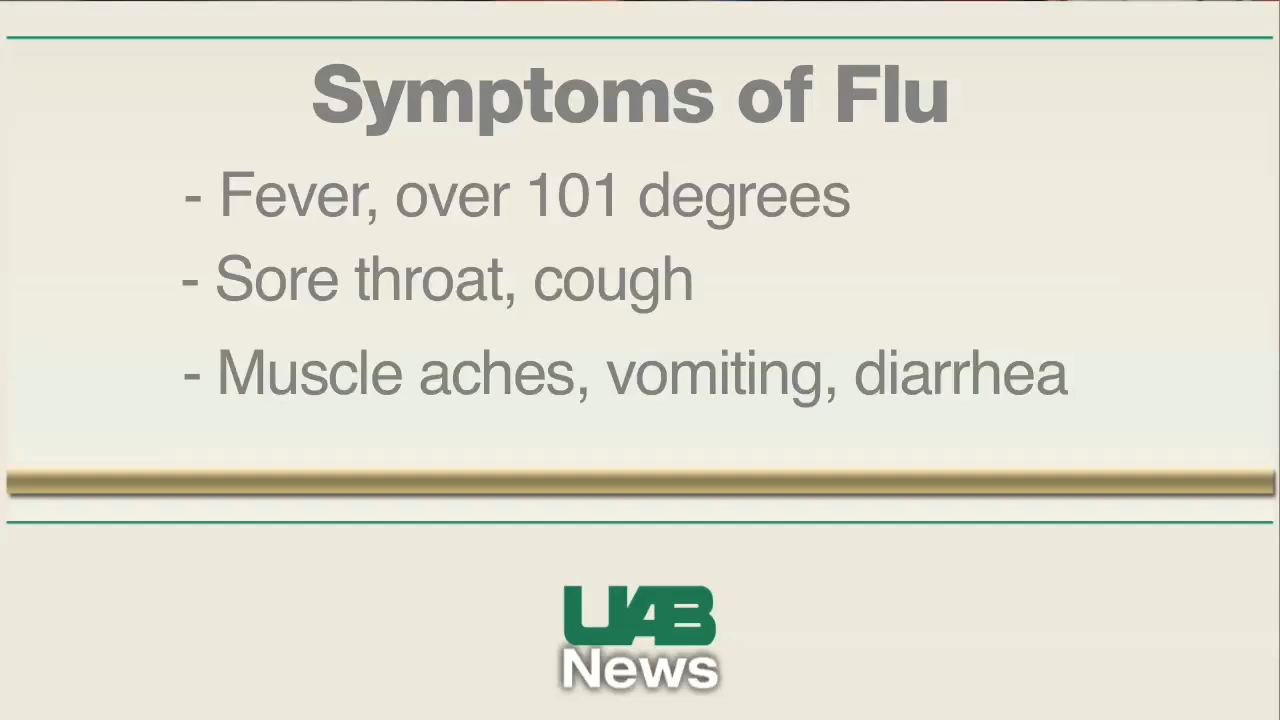 Symptoms of Flu
- Fever, over 101 degrees
- Sore throat, cough
- Muscle aches, vomiting, diarrhea
UAB
News